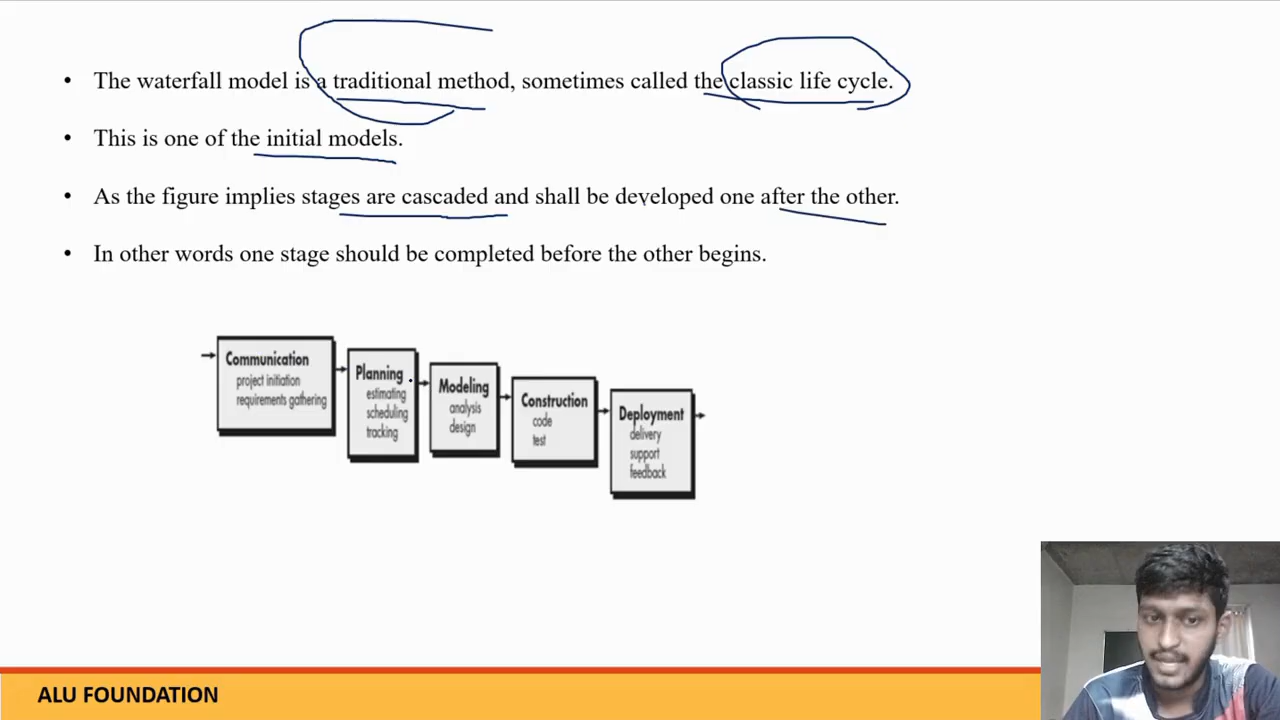 • The waterfall model is a traditional method, sometimes called the classic life cycle.
• This is one of the initial models.
• As the figure implies stages are cascaded and shall be developed one after the other.
• In other words one stage should be completed before the other begins.
Communication
project initiation
requirements gathering
Planning
estimating
scheduling
tracking
Modeling
analysis
design
Construction
code
test
Deployment
delivery
support
feedback
ALU FOUNDATION